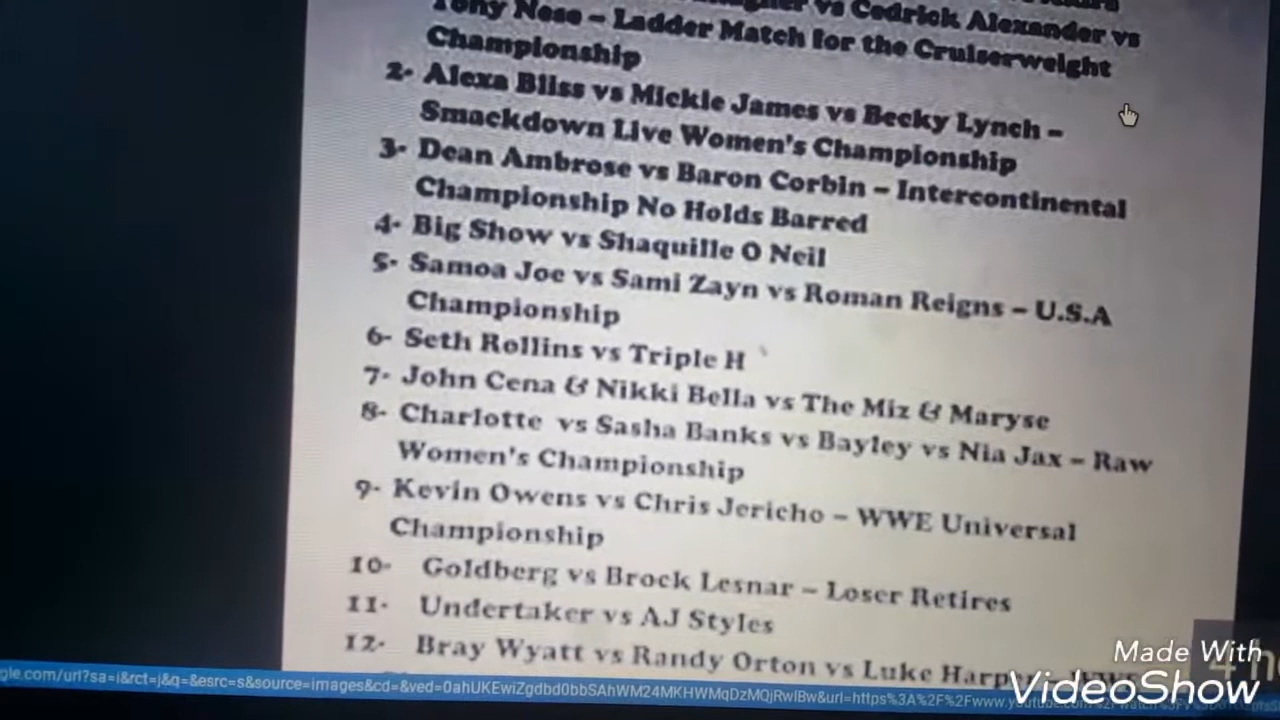 vs Cedrick Alexander vs
Tony Nese – Ladder Match for the Cruiserweight
Championship
2- Alexa Bliss vs Mickie James vs Becky Lynch –
Smackdown Live Women's Championship
3- Dean Ambrose vs Baron Corbin – Intercontinental
Championship No Holds Barred
4- Big Show vs Shaquille O Neil
5- Samoa Joe vs Sami Zayn vs Roman Reigns – U.S.A
Championship
6- Seth Rollins vs Triple H
7- John Cena & Nikki Bella vs The Miz & Maryse
8- Charlotte vs Sasha Banks vs Bayley vs Nia Jax – Raw
Women's Championship
9- Kevin Owens vs Chris Jericho – WWE Universal
Championship
10- Goldberg vs Brock Lesnar – Loser Retires
11- Undertaker vs AJ Styles
12- Bray Wyatt vs Randy Orton vs Luke
Made With
VideoShow